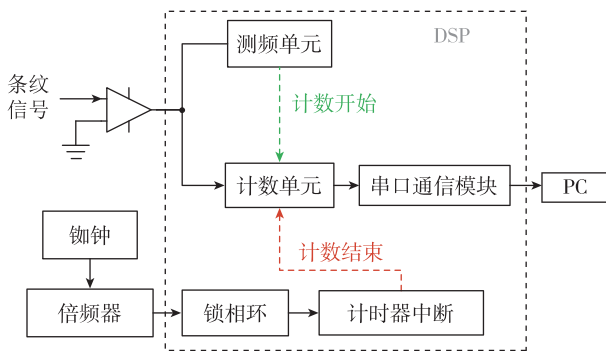 测频单元
DSP
条纹
信号
计数开始
计数单元
串口通信模块
PC
铷钟
计数结束
倍频器
锁相环
计时器中断